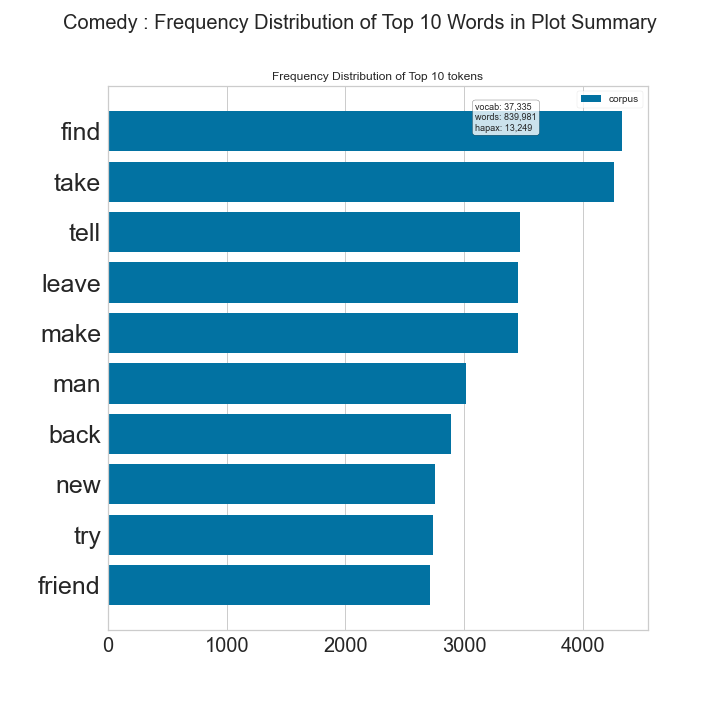 Comedy : Frequency Distribution of Top 10 Words in Plot Summary
Frequency Distribution of Top 10 tokens
vocab: 37,335
words: 839,981
hapax: 13,249
corpus
find
take
tell
leave
make
man
back
new
try
friend
0 1000 2000 3000 4000